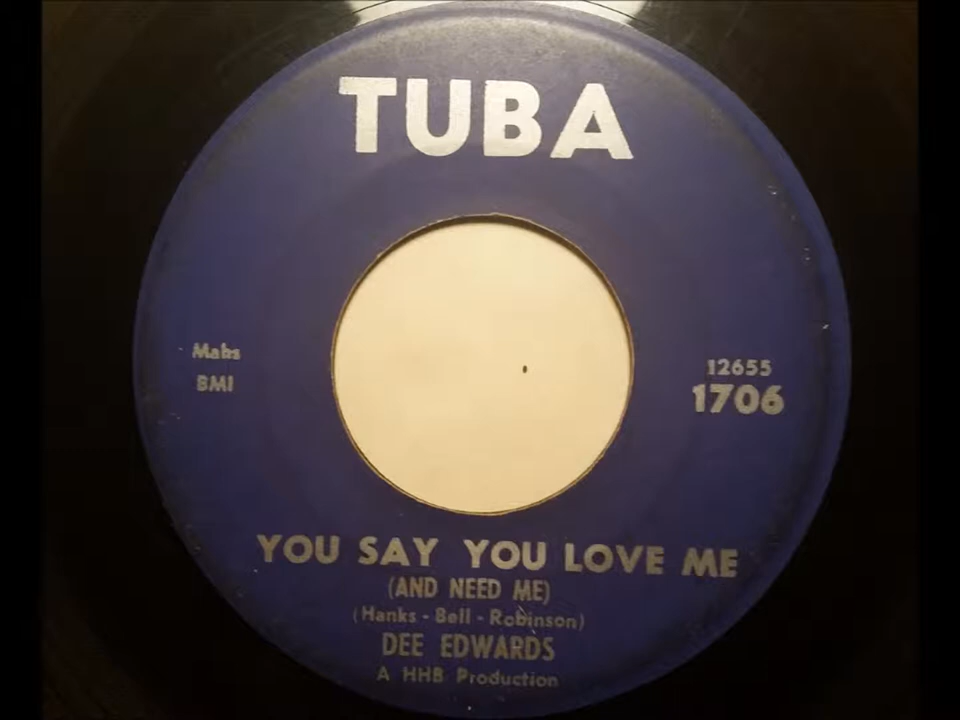 TUBA
Mahs
BMI
12655
1706
YOU SAY YOU LOVE ME
(AND NEED ME)
(Hanks - Bell - Robinson)
DEE EDWARDS
A HHB Production